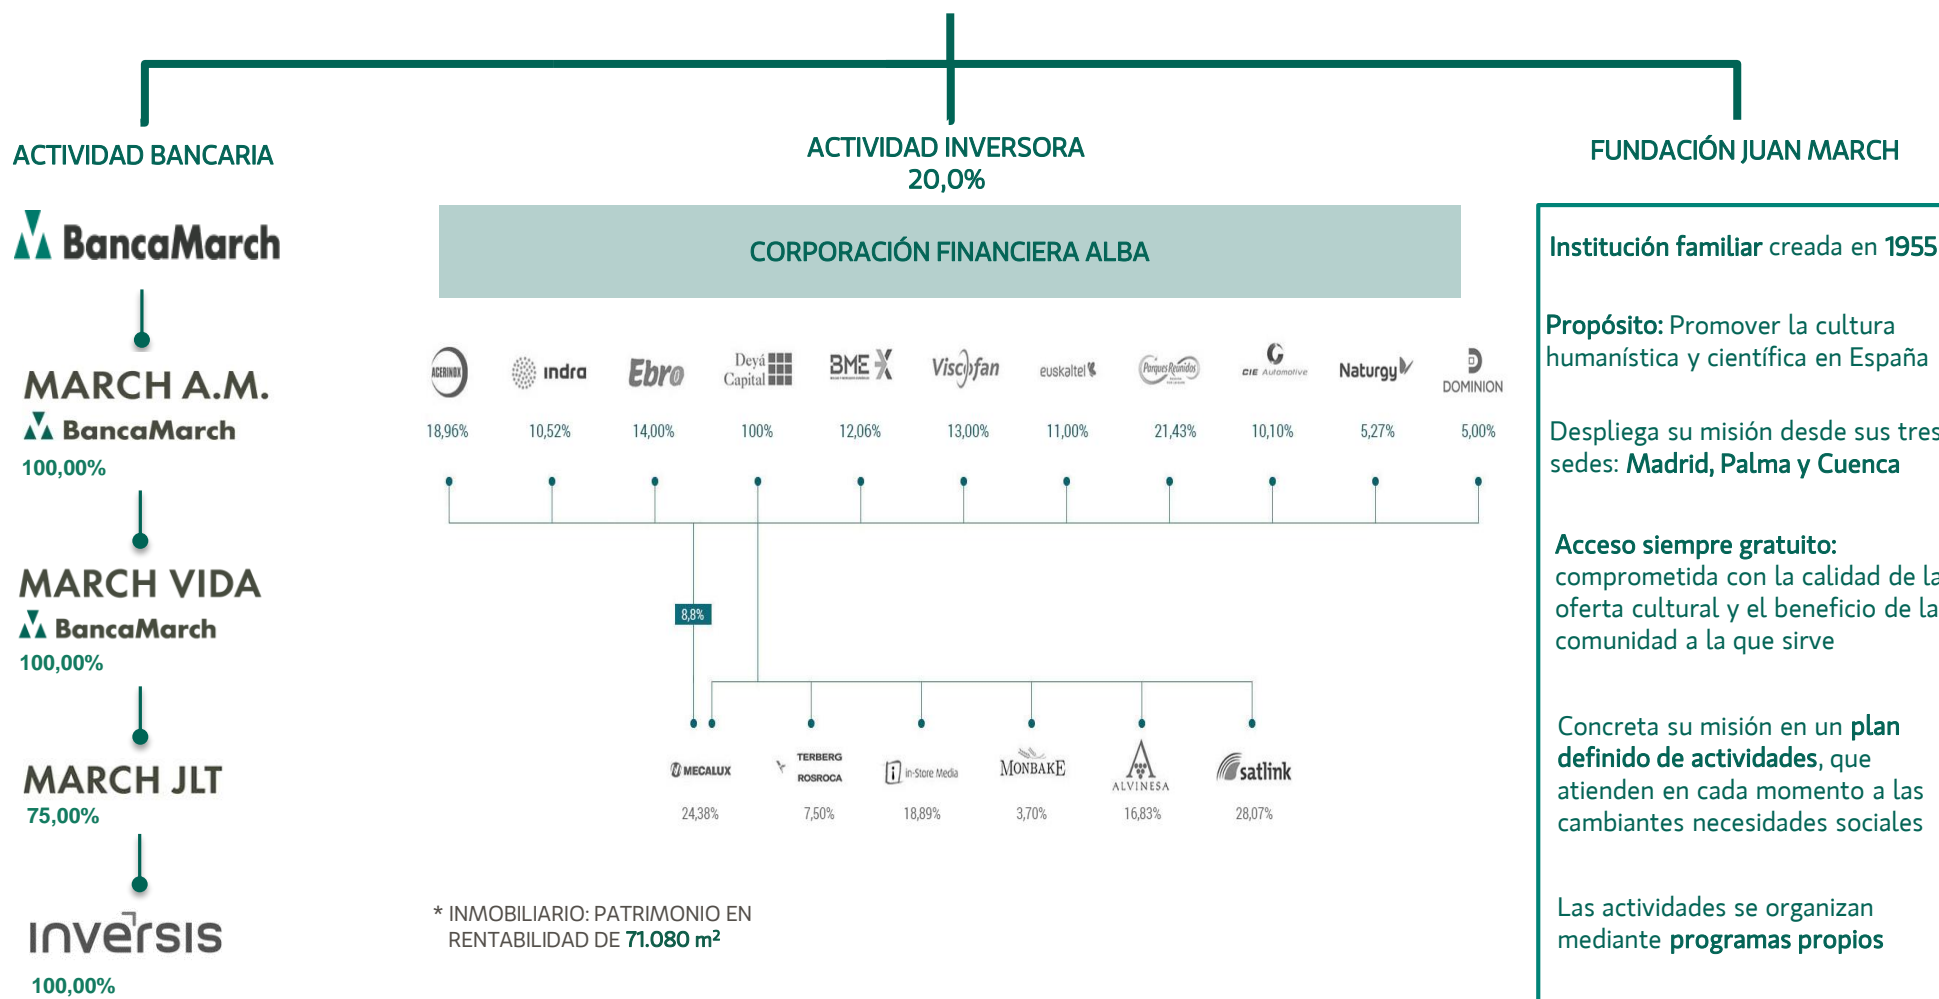 ACTIVIDAD BANCARIA
BancaMarch
MARCH A.M.
BancaMarch
100,00%
MARCH VIDA
BancaMarch
100,00%
MARCH JLT
75,00%
inversis
100,00%
ACTIVIDAD INVERSORA
20,0%
CORPORACIÓN FINANCIERA ALBA
ACERINOX indra Ebro Deyá Capital BME Viscofan euskaltel Parques Reunidos CIE Automotive Naturgy DOMINION
18,96% 10,52% 14,00% 100% 12,06% 13,00% 11,00% 21,43% 10,10% 5,27% 5,00%
8,8%
MECALUX TERBERG ROSROCA in-Store Media MONBAKE ALVINESA satlink
24,38% 7,50% 18,89% 3,70% 16,83% 28,07%
* INMOBILIARIO: PATRIMONIO EN
RENTABILIDAD DE 71.080 m²
FUNDACIÓN JUAN MARCH
Institución familiar creada en 1955
Propósito: Promover la cultura
humanística y científica en España
Despliega su misión desde sus tres
sedes: Madrid, Palma y Cuenca
Acceso siempre gratuito:
comprometida con la calidad de la
oferta cultural y el beneficio de la
comunidad a la que sirve
Concreta su misión en un plan
definido de actividades, que
atienden en cada momento a las
cambiantes necesidades sociales
Las actividades se organizan
mediante programas propios